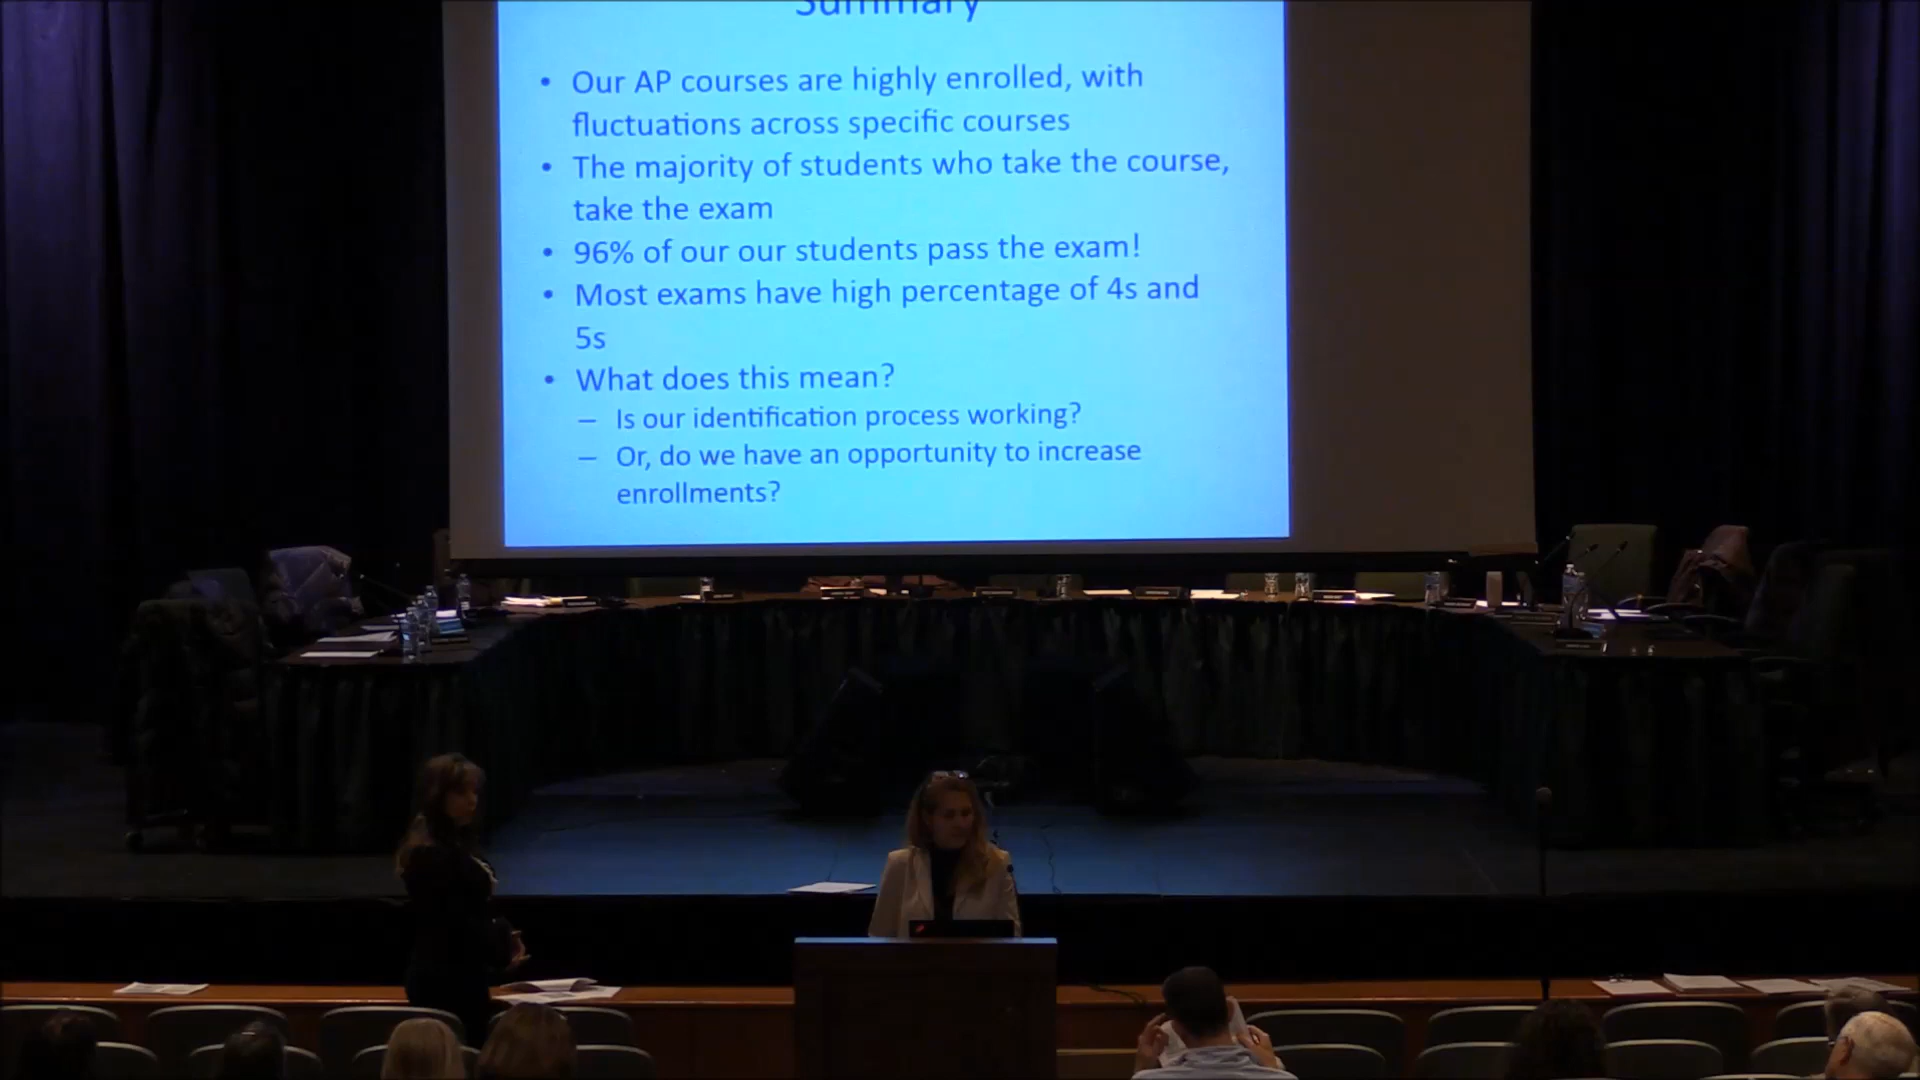 Summary
• Our AP courses are highly enrolled, with
fluctuations across specific courses
• The majority of students who take the course,
take the exam
• 96% of our our students pass the exam!
• Most exams have high percentage of 4s and
5s
• What does this mean?
– Is our identification process working?
– Or, do we have an opportunity to increase
enrollments?